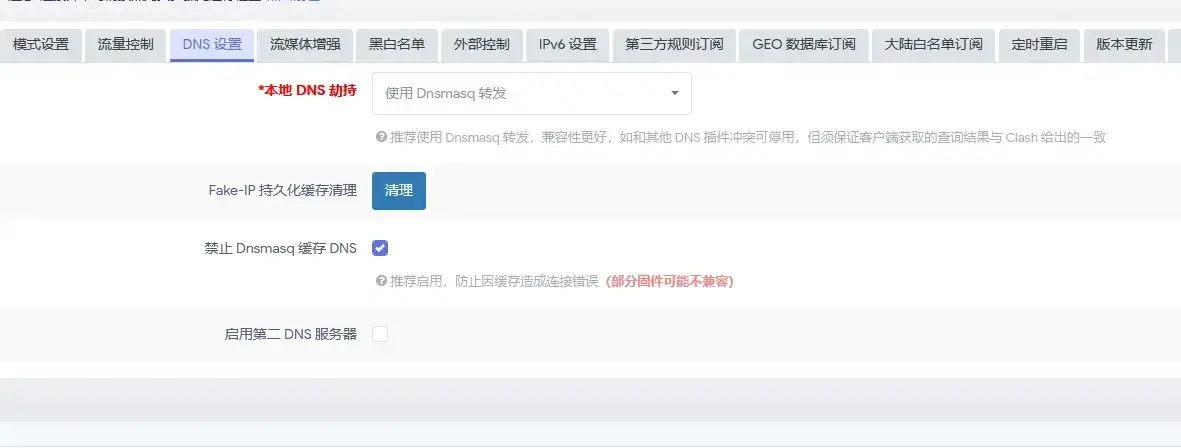 模式设置
流量控制
DNS 设置
流媒体增强
黑白名单
外部控制
IPv6 设置
第三方规则订阅
GEO 数据库订阅
大陆白名单订阅
定时重启
版本更新
*本地 DNS 劫持
使用 Dnsmasq 转发
推荐使用 Dnsmasq 转发，兼容性更好，如和其他 DNS 插件冲突可停用，但须保证客户端获取的查询结果与 Clash 给出的一致
Fake-IP 持久化缓存清理
清理
禁止 Dnsmasq 缓存 DNS
推荐启用，防止因缓存造成连接错误（部分固件可能不兼容）
启用第二 DNS 服务器